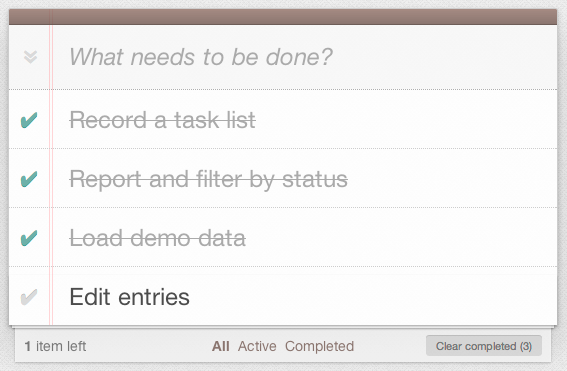 What needs to be done?
Record a task list
Report and filter by status
Load demo data
Edit entries
1 item left All Active Completed Clear completed (3)